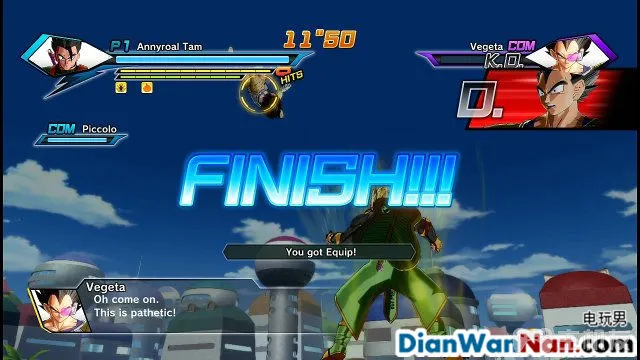 P1 Annyroal Tam
11"50
Vegeta COM
K.O.
O.
HITS
COM Piccolo
FINISH!!!
You got Equip!
Vegeta
Oh come on.
This is pathetic!
电玩男
DianWanNan.com